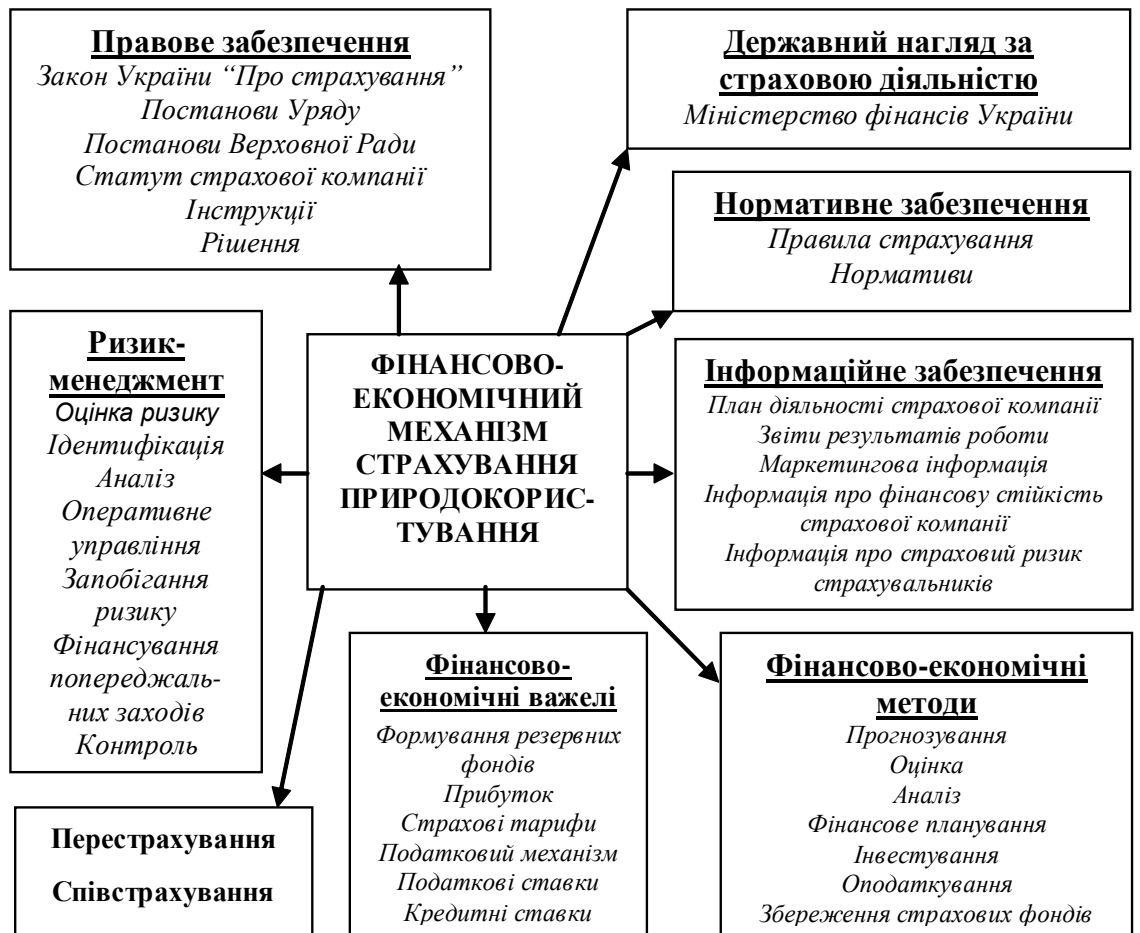 Правове забезпечення
Закон України “Про страхування”
Постанови Уряду
Постанови Верховної Ради
Статут страхової компанії
Інструкції
Рішення
Державний нагляд за
страховою діяльністю
Міністерство фінансів України
Нормативне забезпечення
Правила страхування
Нормативи
Ризик-
менеджмент
Оцінка ризику
Ідентифікація
Аналіз
Оперативне
управління
Запобігання
ризику
Фінансування
попереджаль-
них заходів
Контроль
ФІНАНСОВО-
ЕКОНОМІЧНИЙ
МЕХАНІЗМ
СТРАХУВАННЯ
ПРИРОДОКОРИС-
ТУВАННЯ
Інформаційне забезпечення
План діяльності страхової компанії
Звіти результатів роботи
Маркетингова інформація
Інформація про фінансову стійкість
страхової компанії
Інформація про страховий ризик
страхувальників
Перестрахування
Співстрахування
Фінансово-
економічні важелі
Формування резервних
фондів
Прибуток
Страхові тарифи
Податковий механізм
Податкові ставки
Кредитні ставки
Фінансово-економічні
методи
Прогнозування
Оцінка
Аналіз
Фінансове планування
Інвестування
Оподаткування
Збереження страхових фондів